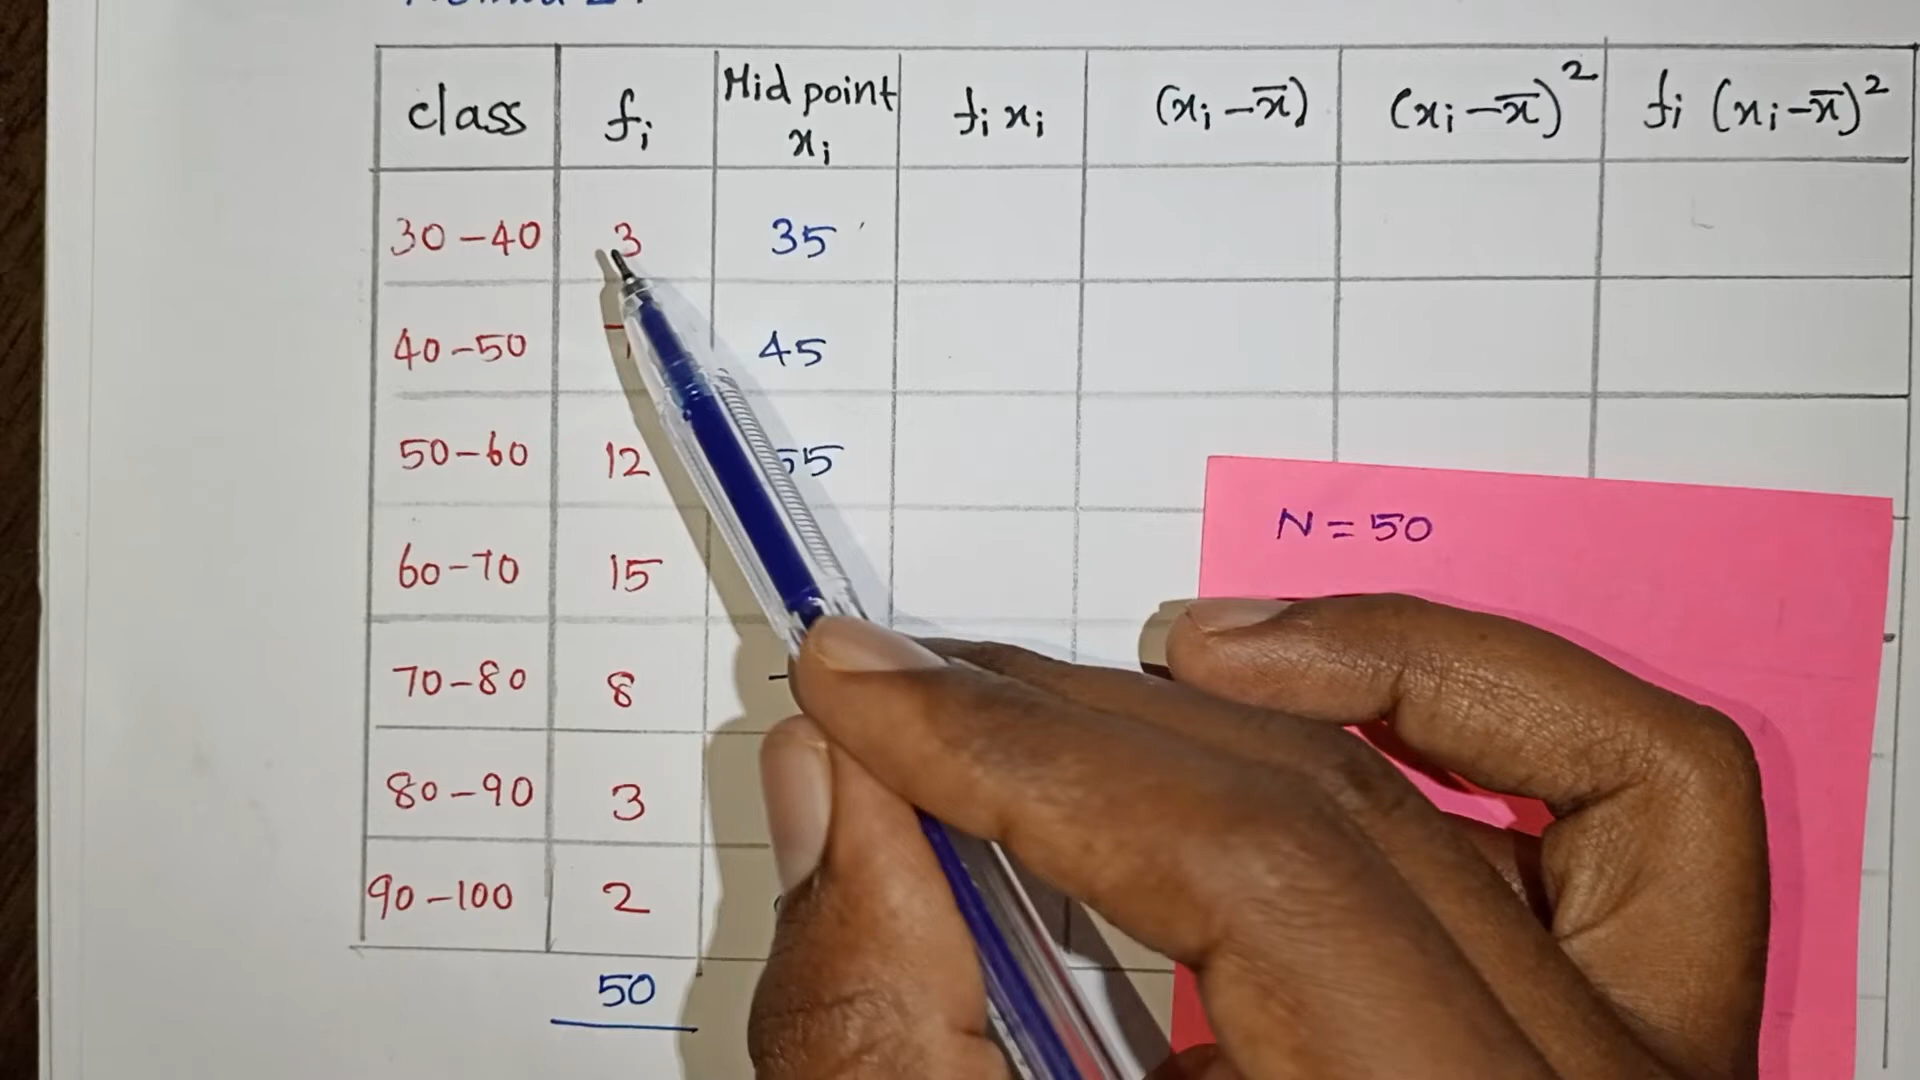 class fᵢ Mid point xᵢ fᵢxᵢ (xᵢ-x̄) (xᵢ-x̄)² fᵢ(xᵢ-x̄)²
30-40 3 35
40-50 45
50-60 12 55
60-70 15
70-80 8
80-90 3
90-100 2
50
N = 50